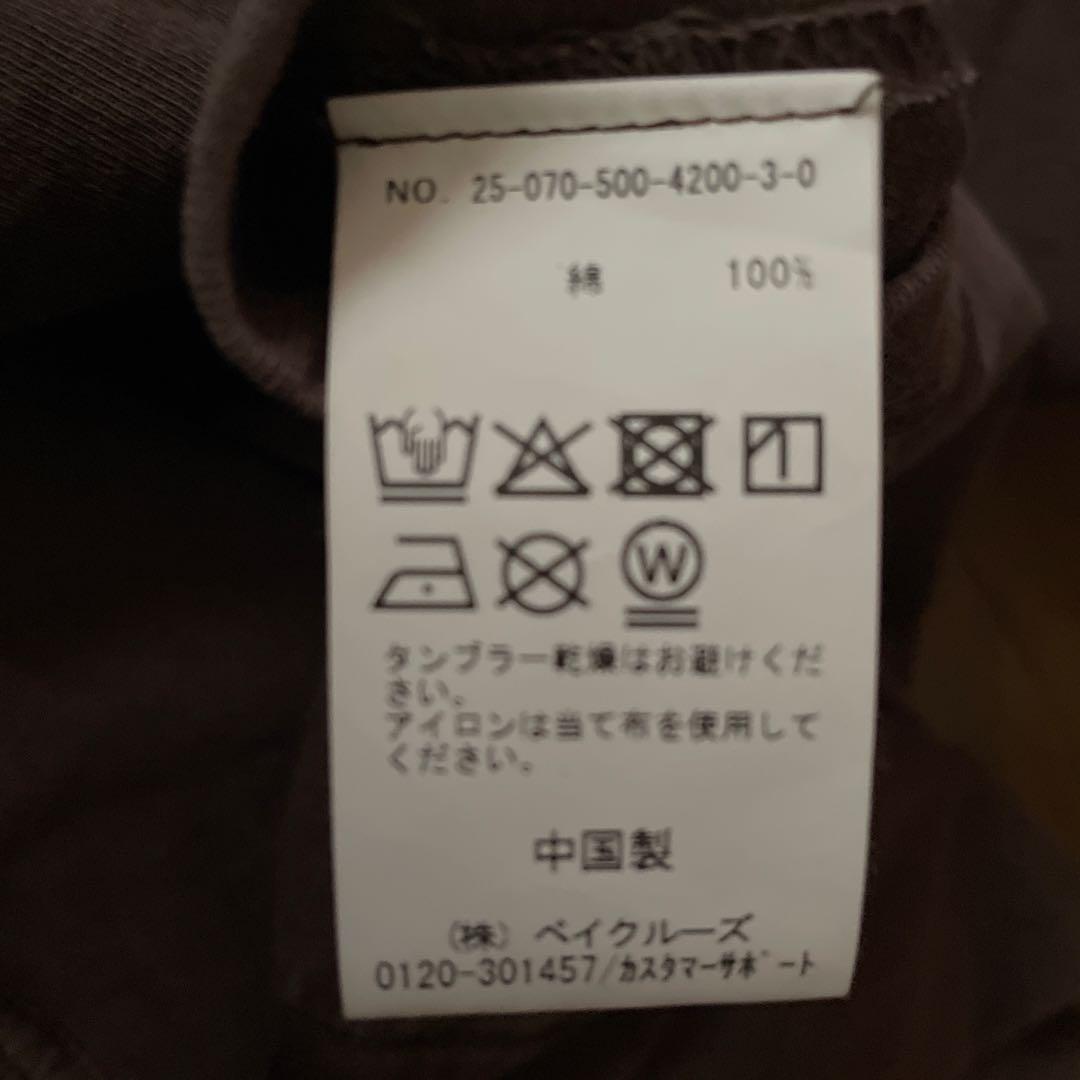 NO. 25-070-500-4200-3-0
綿 100%
W
タンブラー乾燥はお避けくだ
さい。
アイロンは当て布を使用して
ください。
中国製
（株）ベイクルーズ
0120-301457/ｶｽﾀﾏｰｻﾎﾟｰﾄ